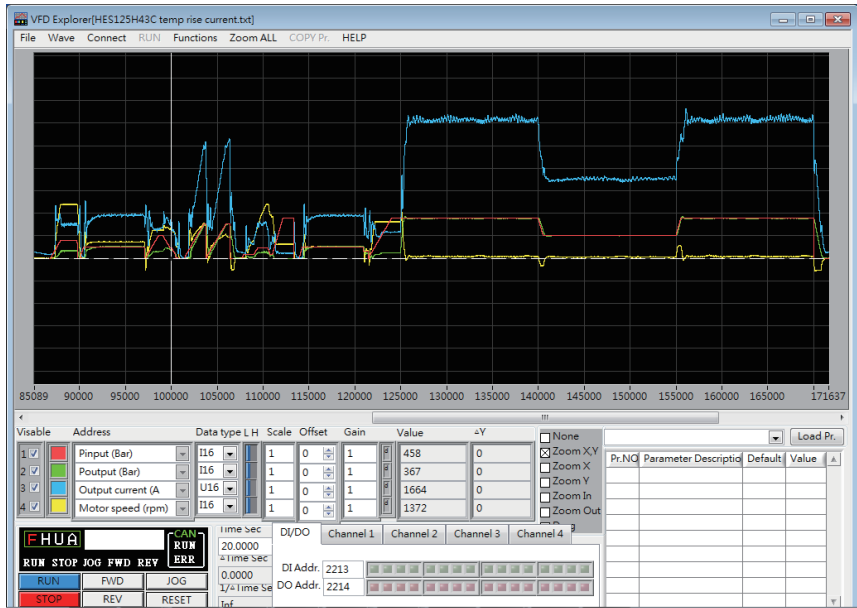 VFD Explorer[HES125H43C temp rise current.txt]
File Wave Connect RUN Functions Zoom ALL COPY Pr. HELP
85089 90000 95000 100000 105000 110000 115000 120000 125000 130000 135000 140000 145000 150000 155000 160000 165000 171637
Visable Address Data type L H Scale Offset Gain Value ▵Y
1 Pinput (Bar) I16 1 0 1 458 0
2 Poutput (Bar) I16 1 0 1 367 0
3 Output current (A U16 1 0 1 1664 0
4 Motor speed (rpm) I16 1 0 1 1372 0
None
Zoom X,Y
Zoom X
Zoom Y
Zoom In
Zoom Out
Load Pr.
Pr.NO Parameter Descriptio Default Value
FHUA CAN
RUN
ERR
RUN STOP JOG FWD REV
RUN FWD JOG
STOP REV RESET
Time Sec
20.0000
▵Time Sec
0.0000
1/▵Time Se
Inf
DI/DO Channel 1 Channel 2 Channel 3 Channel 4
DI Addr. 2213
DO Addr. 2214